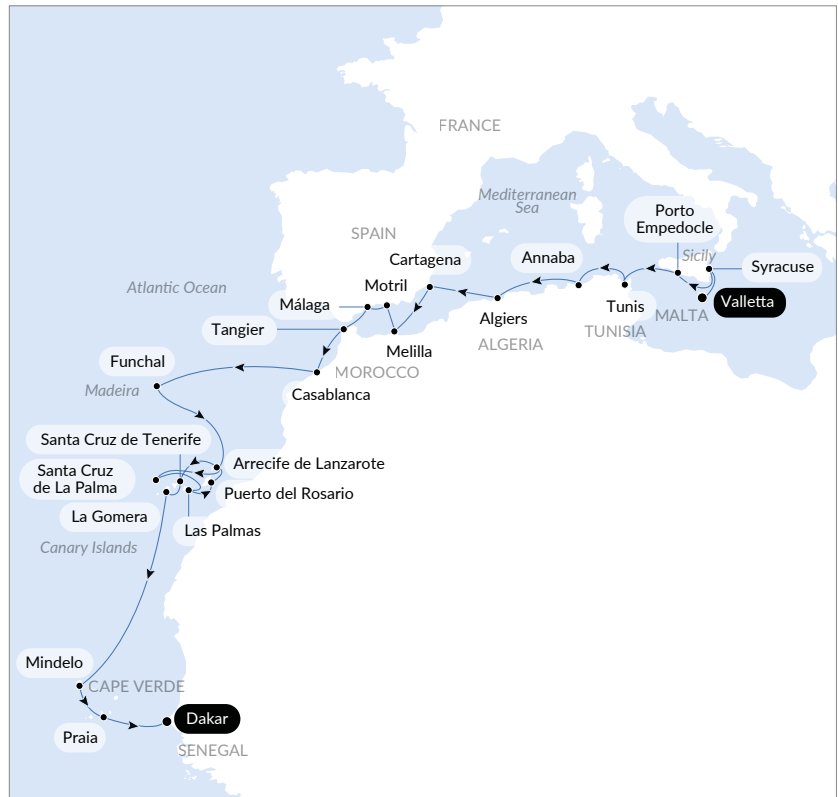 FRANCE
Mediterranean
Sea
Porto
Empedocle
SPAIN
Cartagena
Annaba
Sicily
Syracuse
Atlantic Ocean
Motril
Málaga
Valletta
Tunis
MALTA
Algiers
Tangier
TUNISIA
ALGERIA
Melilla
Funchal
MOROCCO
Madeira
Casablanca
Santa Cruz de Tenerife
Arrecife de Lanzarote
Santa Cruz
de La Palma
Puerto del Rosario
La Gomera
Las Palmas
Canary Islands
Mindelo
CAPE VERDE
Dakar
Praia
SENEGAL